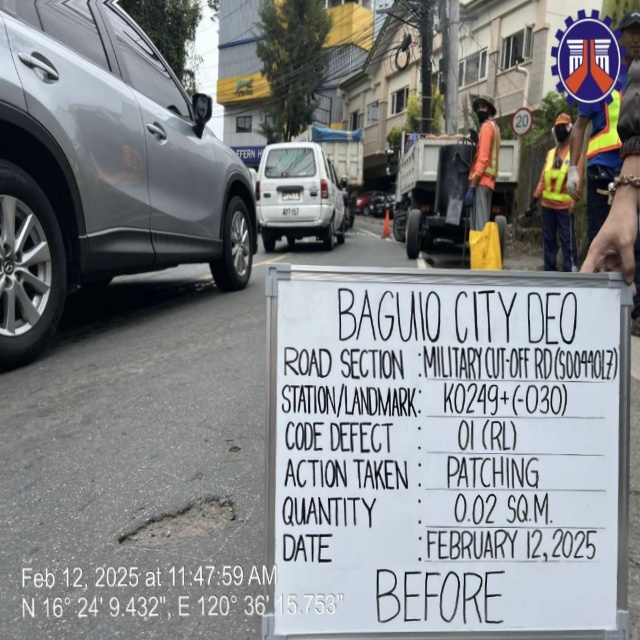 20
BAGUIO CITY DEO
ROAD SECTION : MILITARY CUT-OFF RD (S00440LZ)
STATION/LANDMARK: K0249+(-030)
CODE DEFECT : 01 (RL)
ACTION TAKEN : PATCHING
QUANTITY : 0.02 SQ.M.
DATE : FEBRUARY 12, 2025
BEFORE
Feb 12, 2025 at 11:47:59 AM
N 16° 24' 9.432", E 120° 36' 15.753"